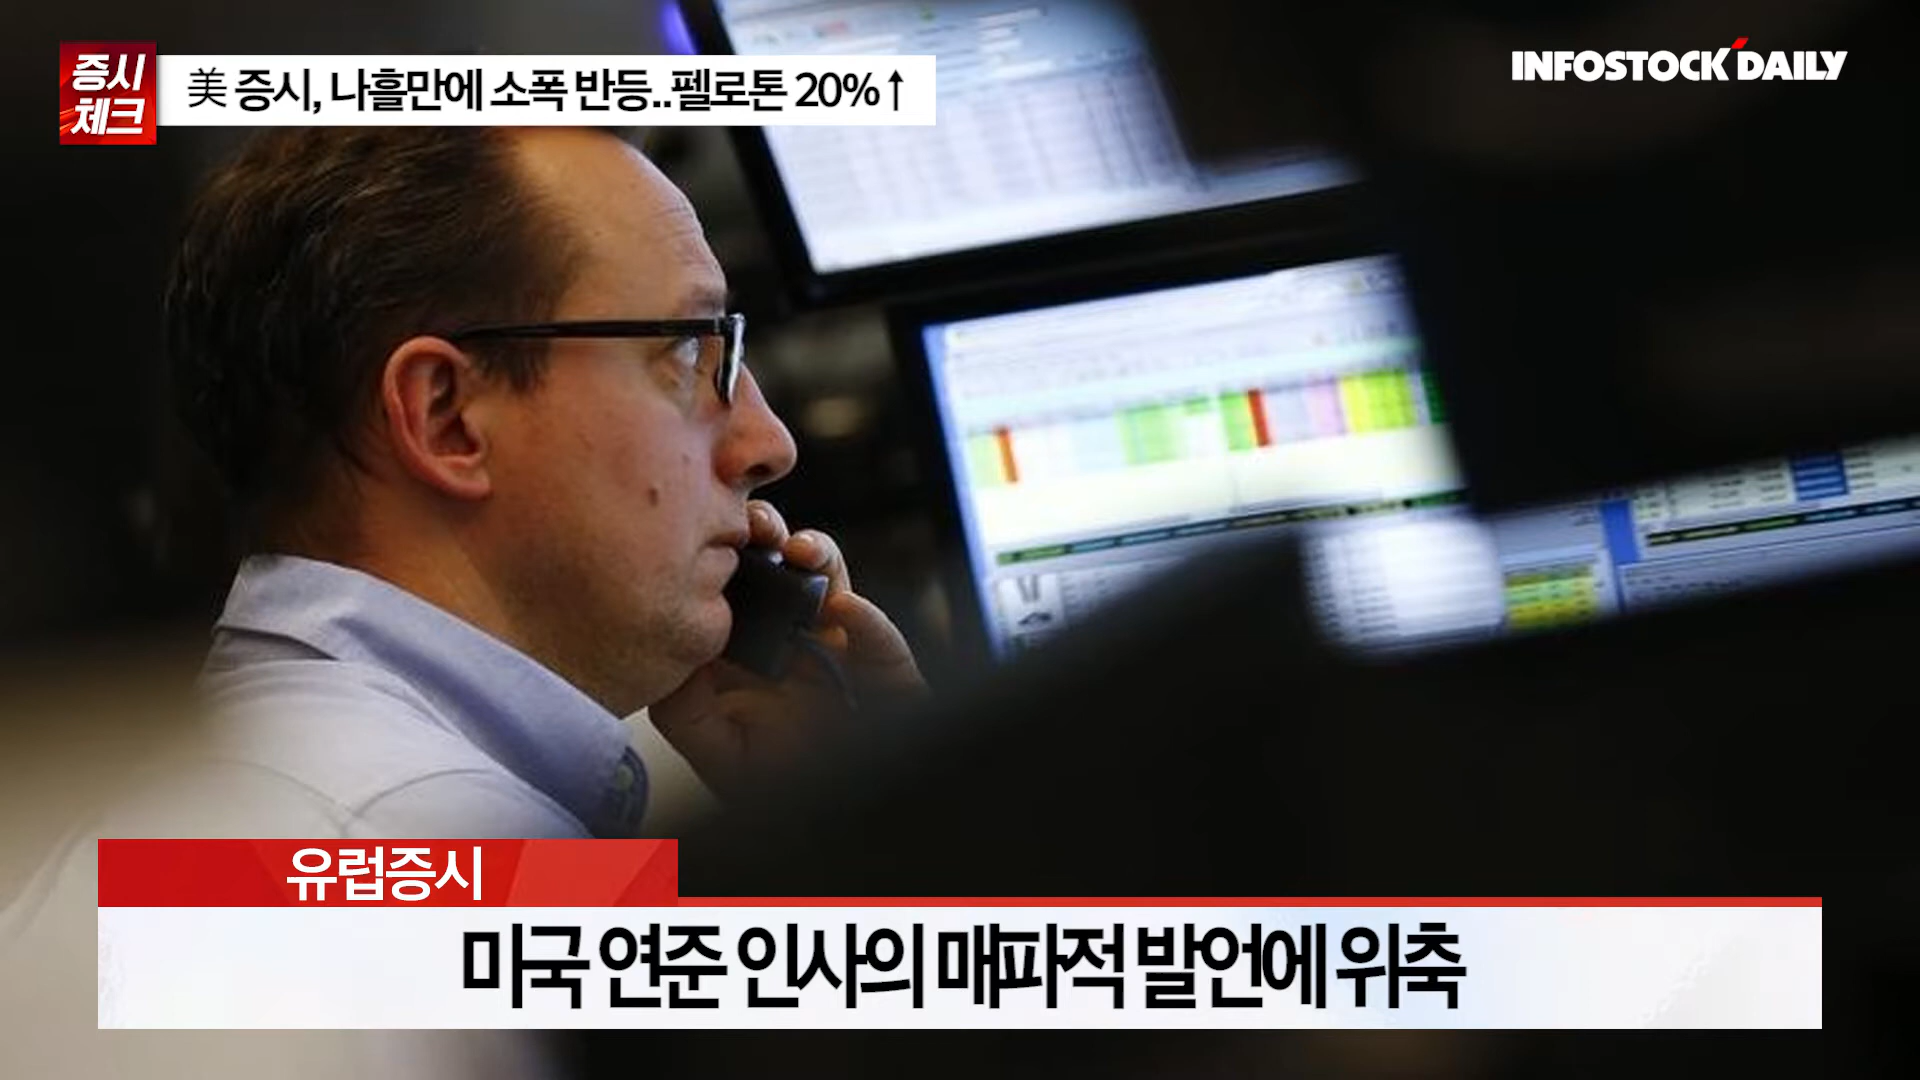 증시
체크
美 증시, 나흘만에 소폭 반등..펠로톤 20%↑
INFOSTOCK DAILY
유럽증시
미국 연준 인사의 매파적 발언에 위축